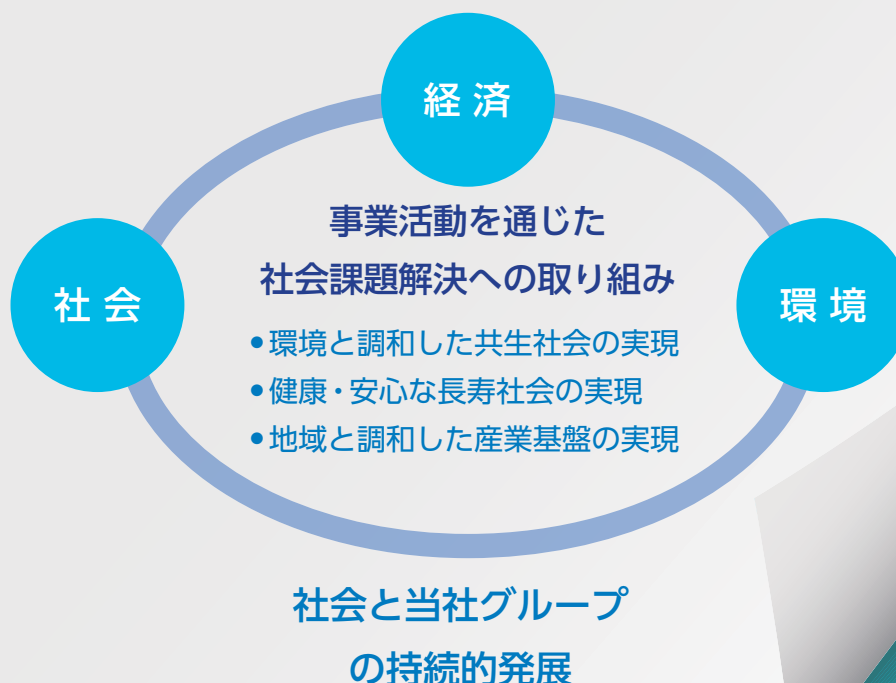 経済
社会
環境
事業活動を通じた
社会課題解決への取り組み
•環境と調和した共生社会の実現
•健康・安心な長寿社会の実現
•地域と調和した産業基盤の実現
社会と当社グループ
の持続的発展